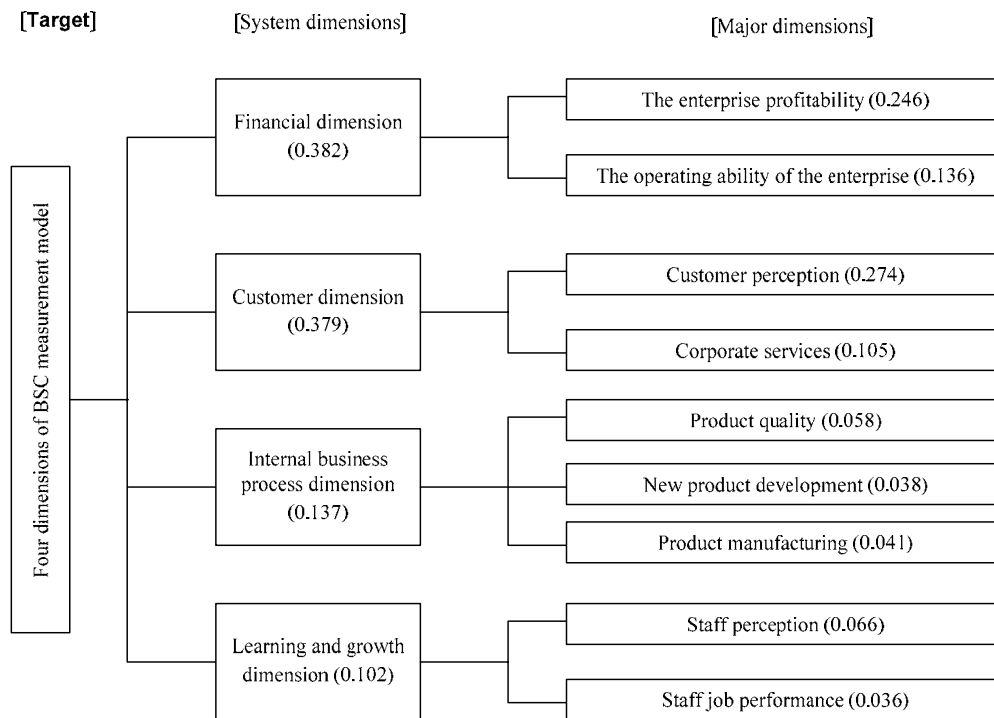 [Target]
[System dimensions]
[Major dimensions]
Four dimensions of BSC measurement model
Financial dimension
(0.382)
The enterprise profitability (0.246)
The operating ability of the enterprise (0.136)
Customer dimension
(0.379)
Customer perception (0.274)
Corporate services (0.105)
Internal business
process dimension
(0.137)
Product quality (0.058)
New product development (0.038)
Product manufacturing (0.041)
Learning and growth
dimension (0.102)
Staff perception (0.066)
Staff job performance (0.036)